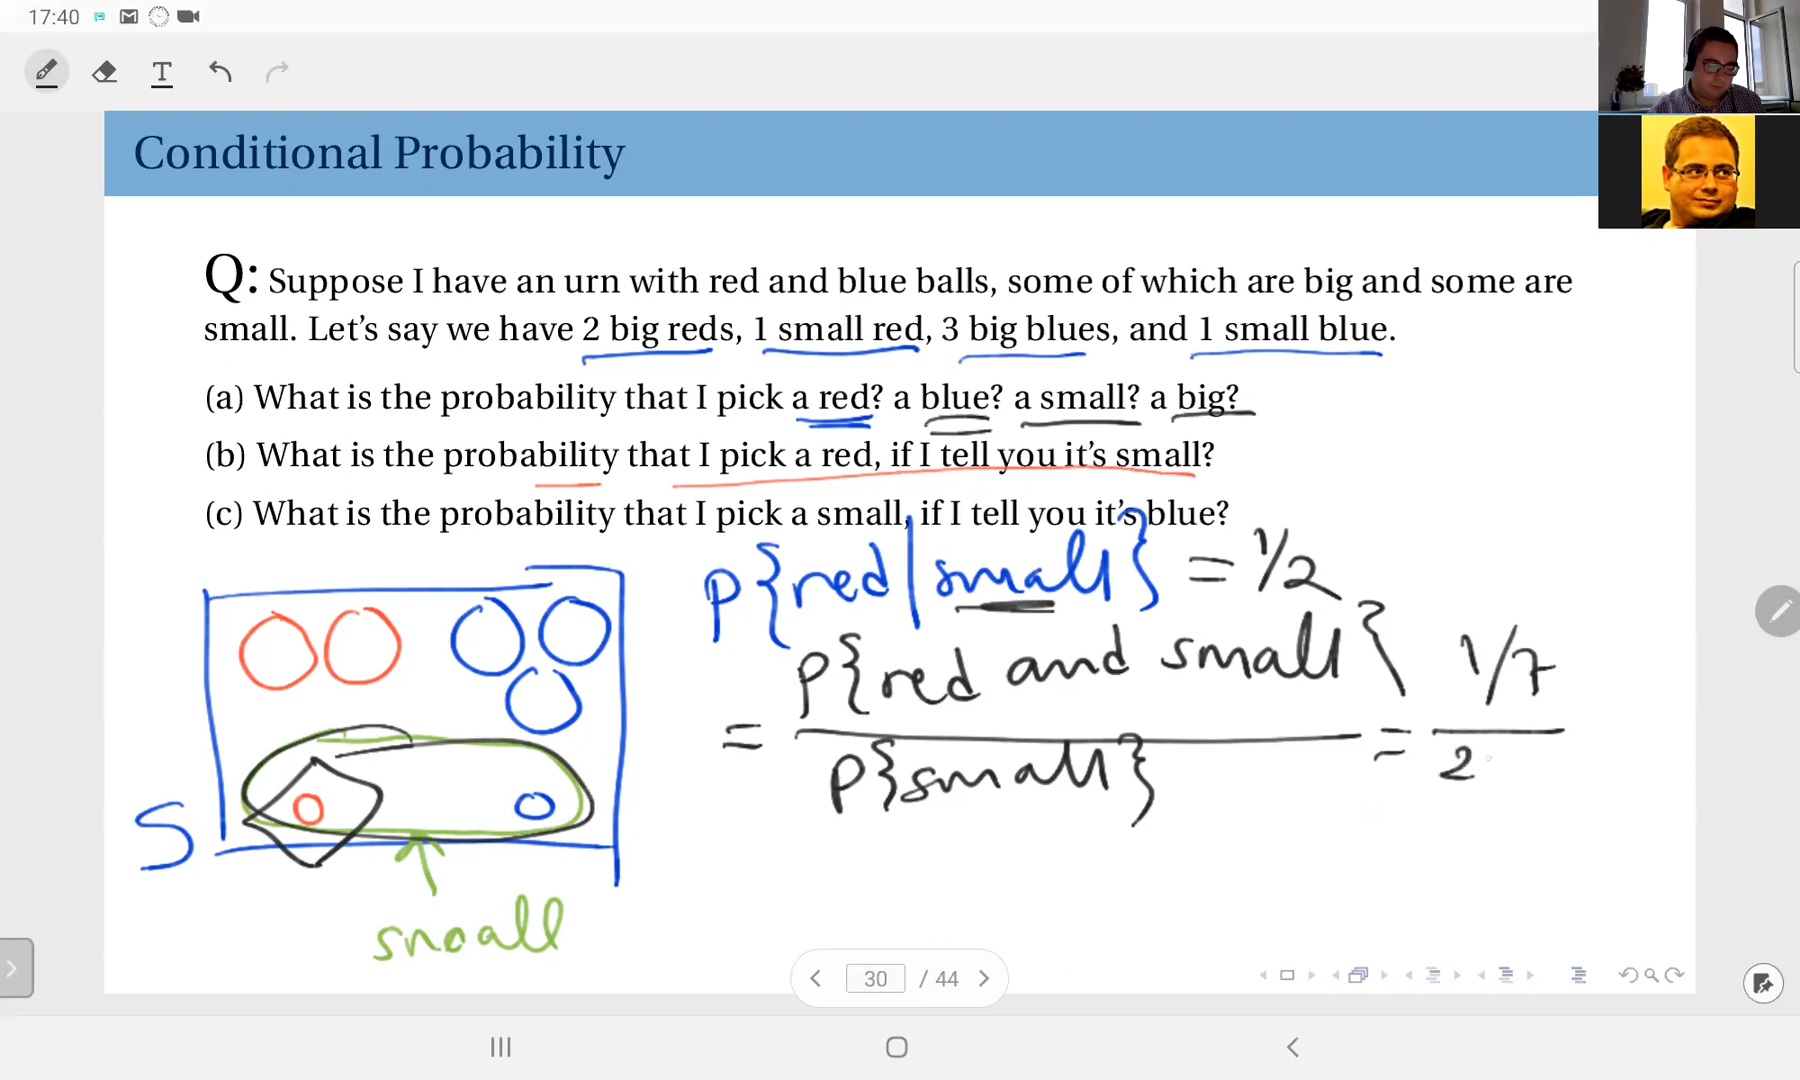 17:40
Conditional Probability
Q: Suppose I have an urn with red and blue balls, some of which are big and some are
small. Let's say we have 2 big reds, 1 small red, 3 big blues, and 1 small blue.
(a) What is the probability that I pick a red? a blue? a small? a big?
(b) What is the probability that I pick a red, if I tell you it's small?
(c) What is the probability that I pick a small, if I tell you it's blue?
P{red|small} = 1/2
= P{red and small} = 1/7
P{small} 2
S
small
30 / 44